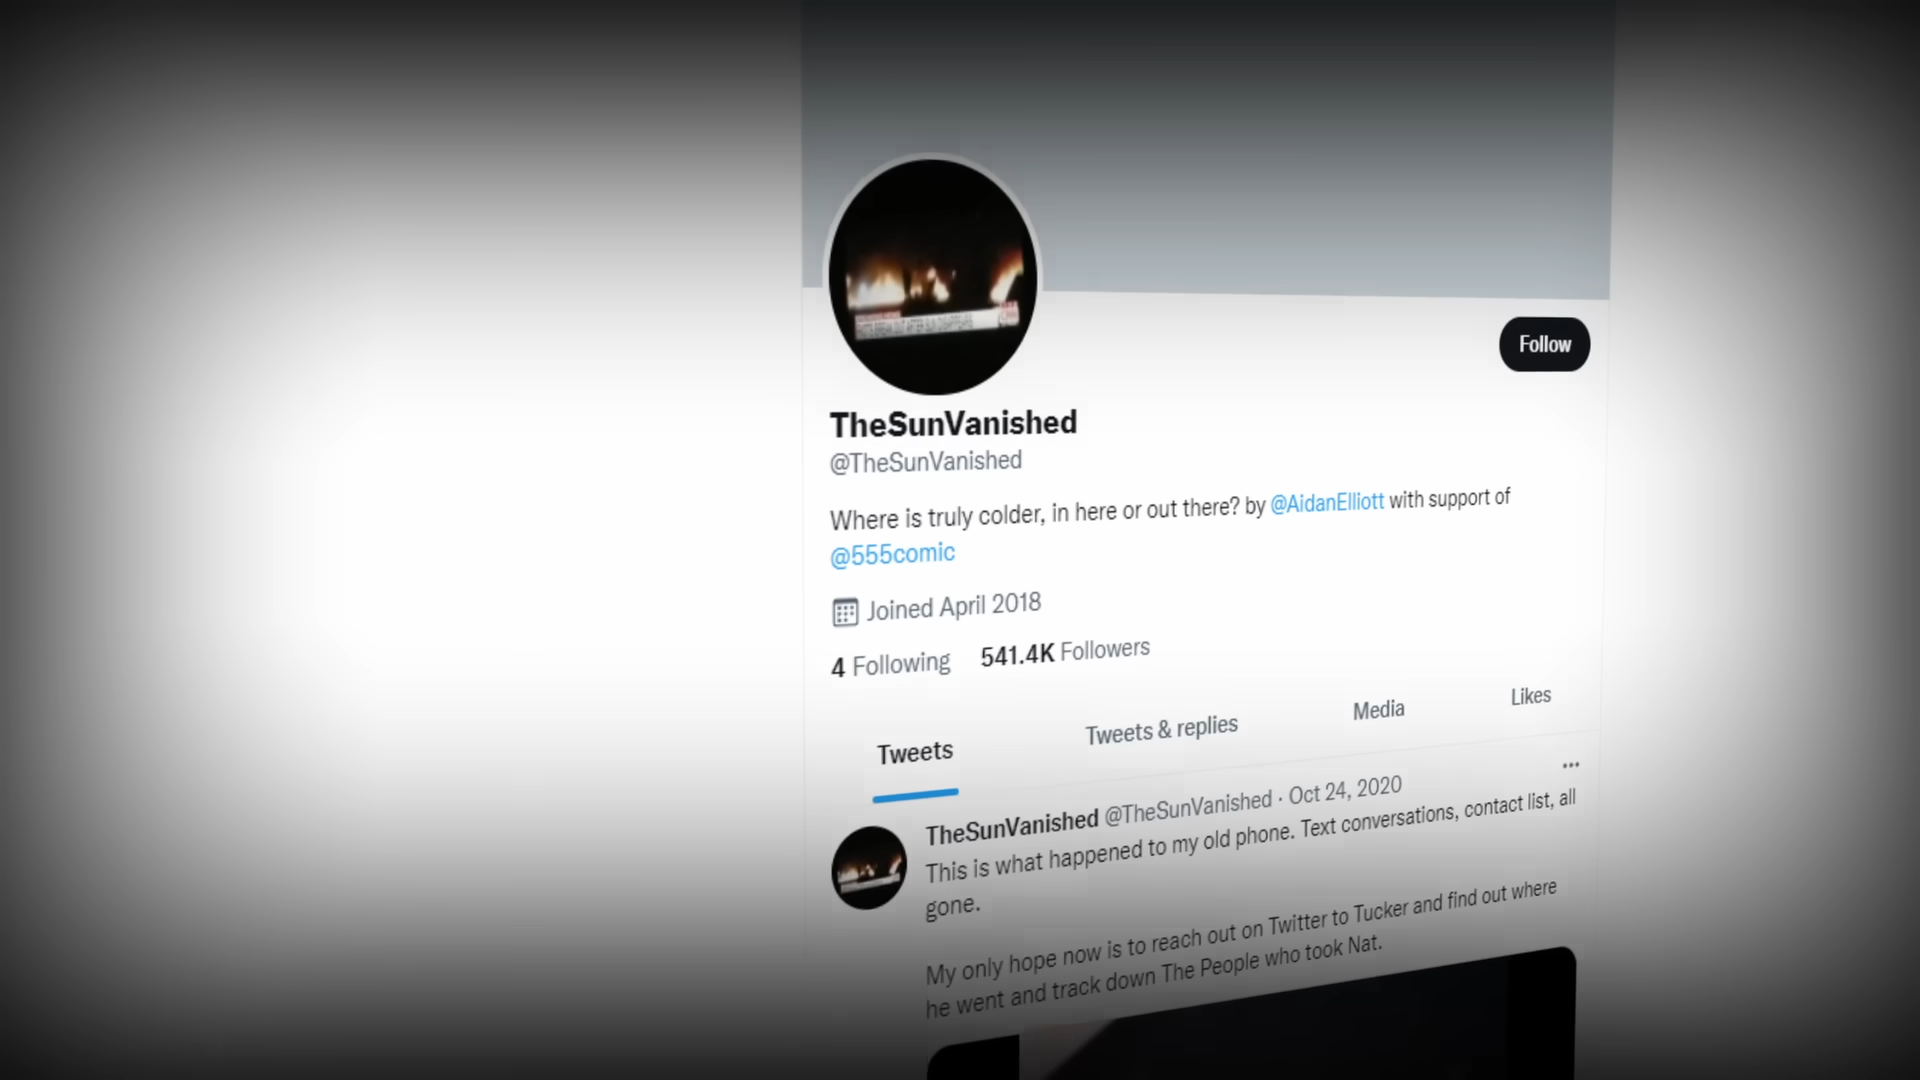 Follow
TheSunVanished
@TheSunVanished
Where is truly colder, in here or out there? by @AidanElliott with support of
@555comic
Joined April 2018
4 Following 541.4K Followers
Tweets Tweets & replies Media Likes
TheSunVanished @TheSunVanished · Oct 24, 2020 ...
This is what happened to my old phone. Text conversations, contact list, all
gone.
My only hope now is to reach out on Twitter to Tucker and find out where
he went and track down The People who took Nat.